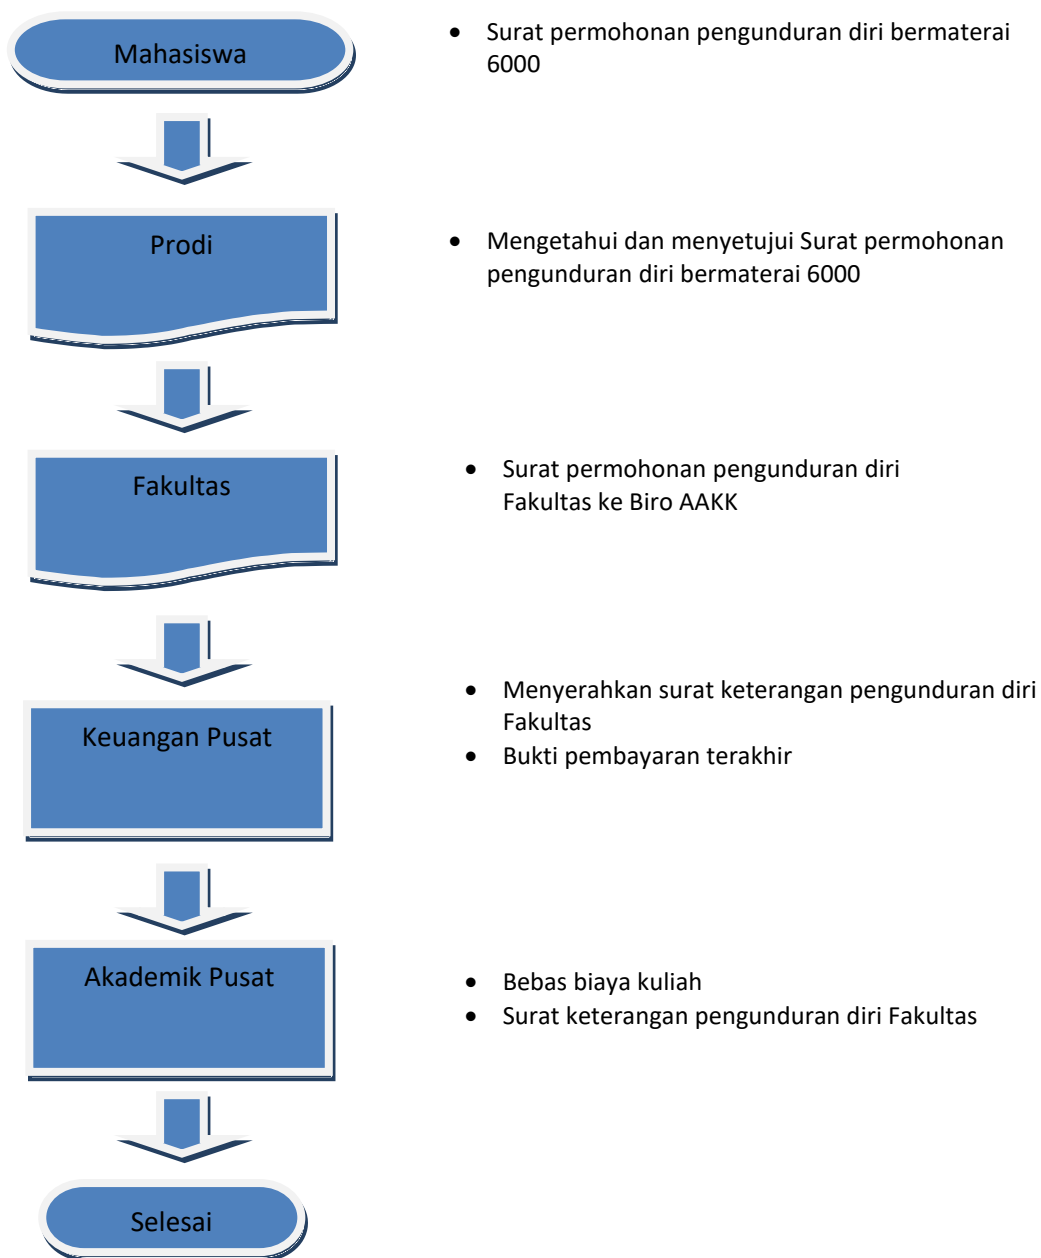 Mahasiswa
• Surat permohonan pengunduran diri bermaterai
6000
Prodi
• Mengetahui dan menyetujui Surat permohonan
pengunduran diri bermaterai 6000
Fakultas
• Surat permohonan pengunduran diri
Fakultas ke Biro AAKK
Keuangan Pusat
• Menyerahkan surat keterangan pengunduran diri
Fakultas
• Bukti pembayaran terakhir
Akademik Pusat
• Bebas biaya kuliah
• Surat keterangan pengunduran diri Fakultas
Selesai